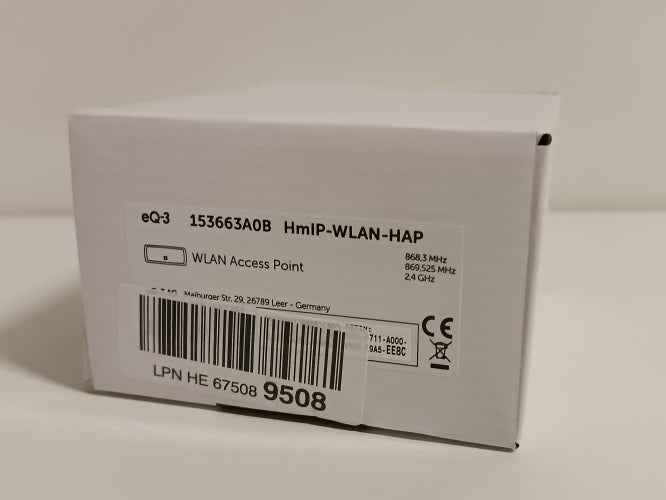 eQ-3 153663A0B HmIP-WLAN-HAP
WLAN Access Point
868,3 MHz
869,525 MHz
2,4 GHz
Maiburger Str. 29, 26789 Leer - Germany
711-A000-
9A5-EE8C
CE
LPN HE 67508 9508